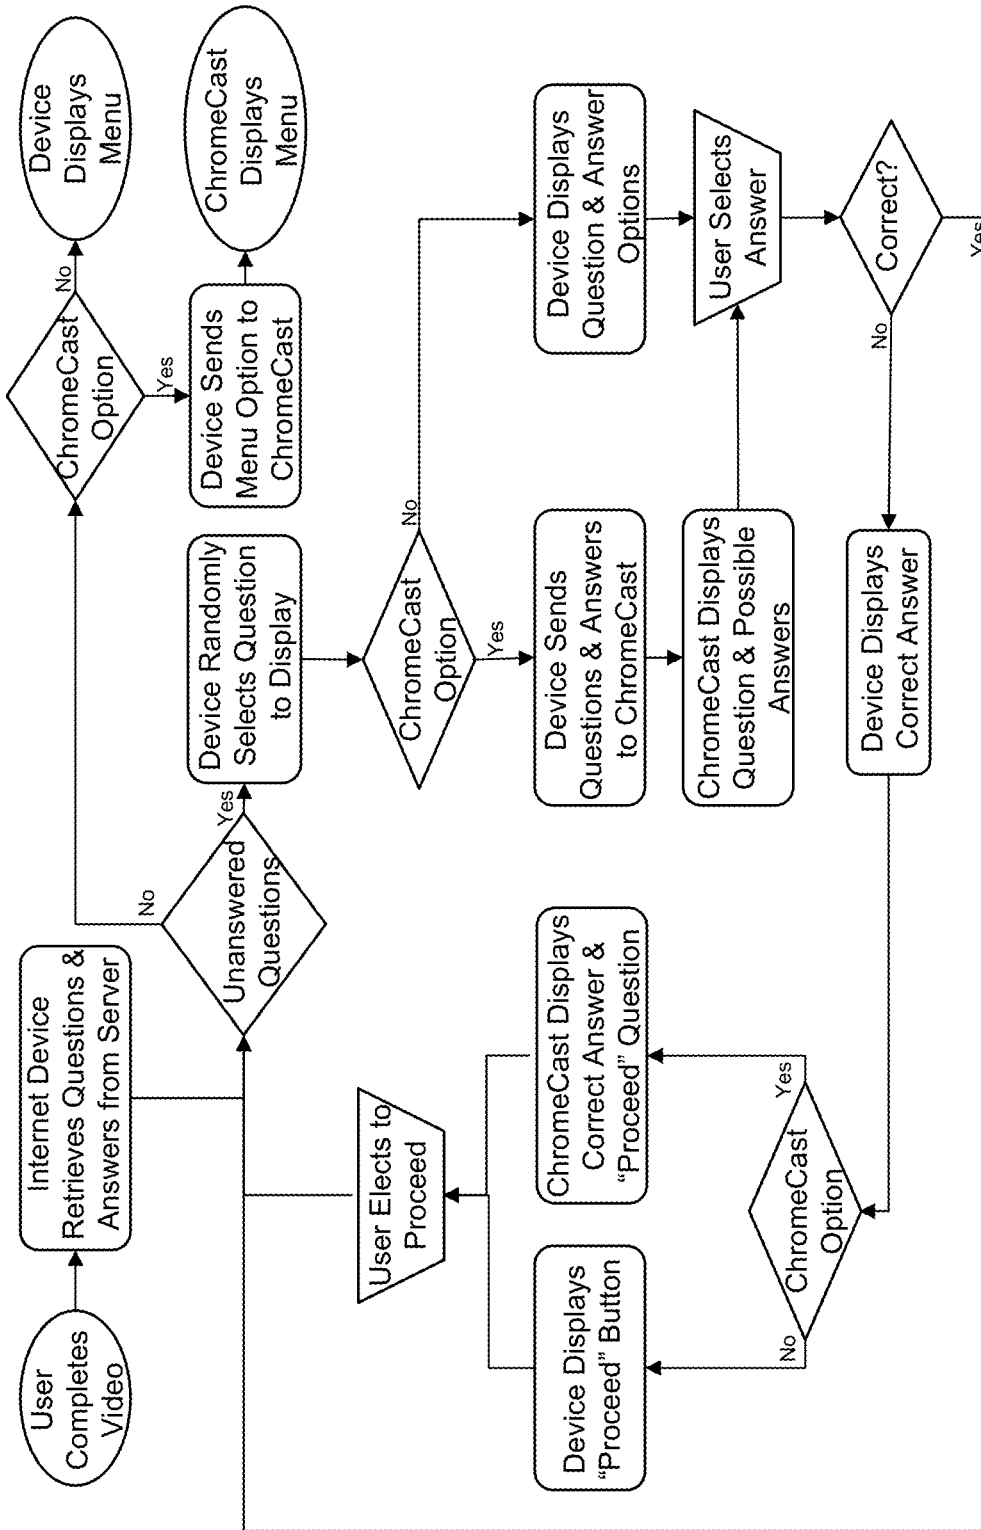 User
Completes
Video
Internet Device
Retrieves Questions &
Answers from Server
Unanswered
Questions
No
Yes
ChromeCast
Option
No
Yes
Device
Displays
Menu
Device Sends
Menu Option to
ChromeCast
ChromeCast
Displays
Menu
Device Randomly
Selects Question
to Display
ChromeCast
Option
No
Yes
Device Displays
Question & Answer
Options
Device Sends
Questions & Answers
to ChromeCast
ChromeCast Displays
Question & Possible
Answers
User Selects
Answer
Correct?
No
Yes
Device Displays
Correct Answer
ChromeCast
Option
No
Yes
Device Displays
“Proceed” Button
ChromeCast Displays
Correct Answer &
“Proceed” Question
User Elects to
Proceed